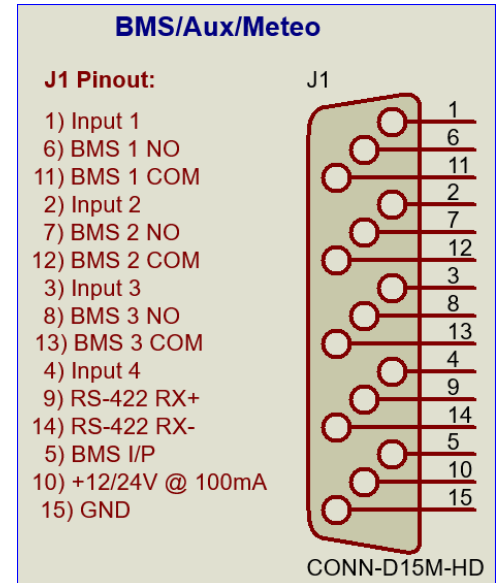 BMS/Aux/Meteo
J1 Pinout:
J1
1) Input 1
6) BMS 1 NO
11) BMS 1 COM
2) Input 2
7) BMS 2 NO
12) BMS 2 COM
3) Input 3
8) BMS 3 NO
13) BMS 3 COM
4) Input 4
9) RS-422 RX+
14) RS-422 RX-
5) BMS I/P
10) +12/24V @ 100mA
15) GND
1
6
11
2
7
12
3
8
13
4
9
14
5
10
15
CONN-D15M-HD